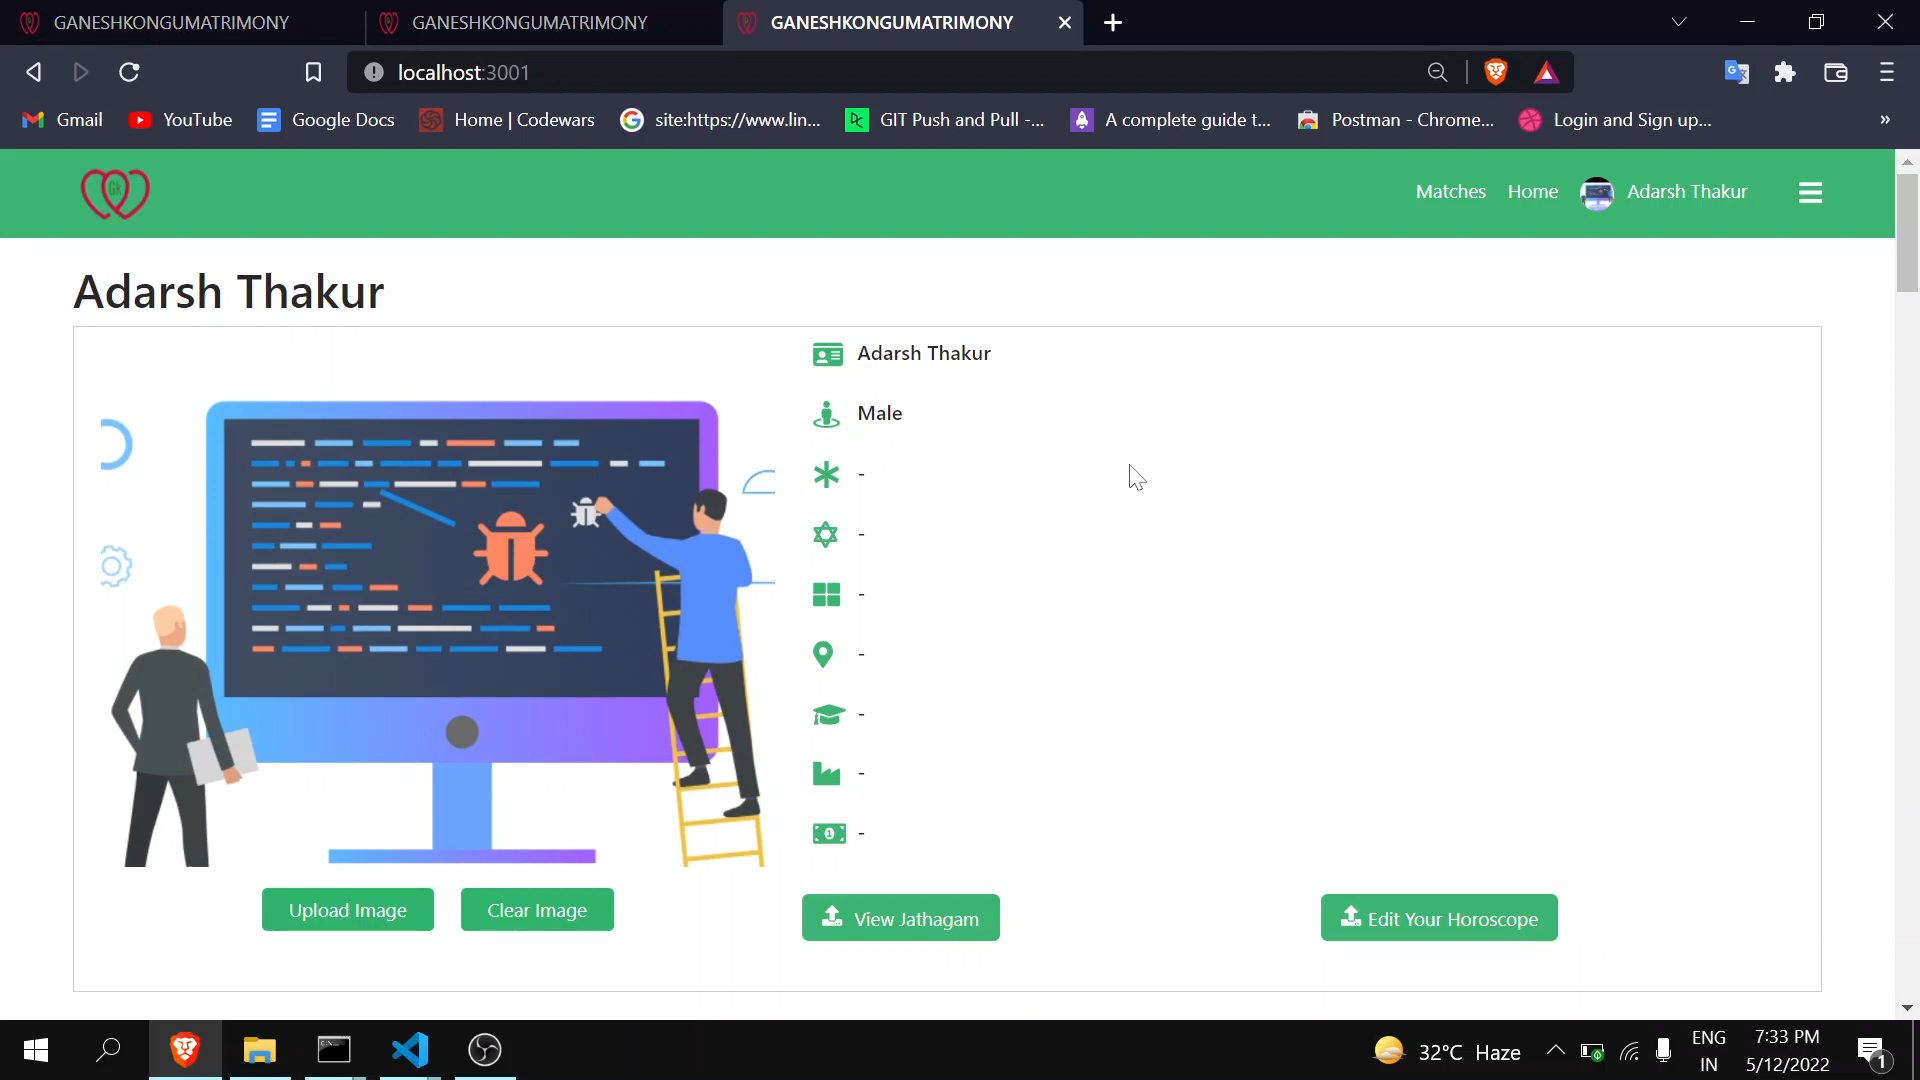 GANESHKONGUMATRIMONY
GANESHKONGUMATRIMONY
GANESHKONGUMATRIMONY
localhost:3001
Gmail
YouTube
Google Docs
Home | Codewars
site:https://www.lin...
GIT Push and Pull -...
A complete guide t...
Postman - Chrome...
Login and Sign up...
»
Gk
Matches
Home
Adarsh Thakur
Adarsh Thakur
Adarsh Thakur
Male
-
-
-
-
-
-
-
Upload Image
Clear Image
View Jathagam
Edit Your Horoscope
32°C Haze
ENG
IN
7:33 PM
5/12/2022
1